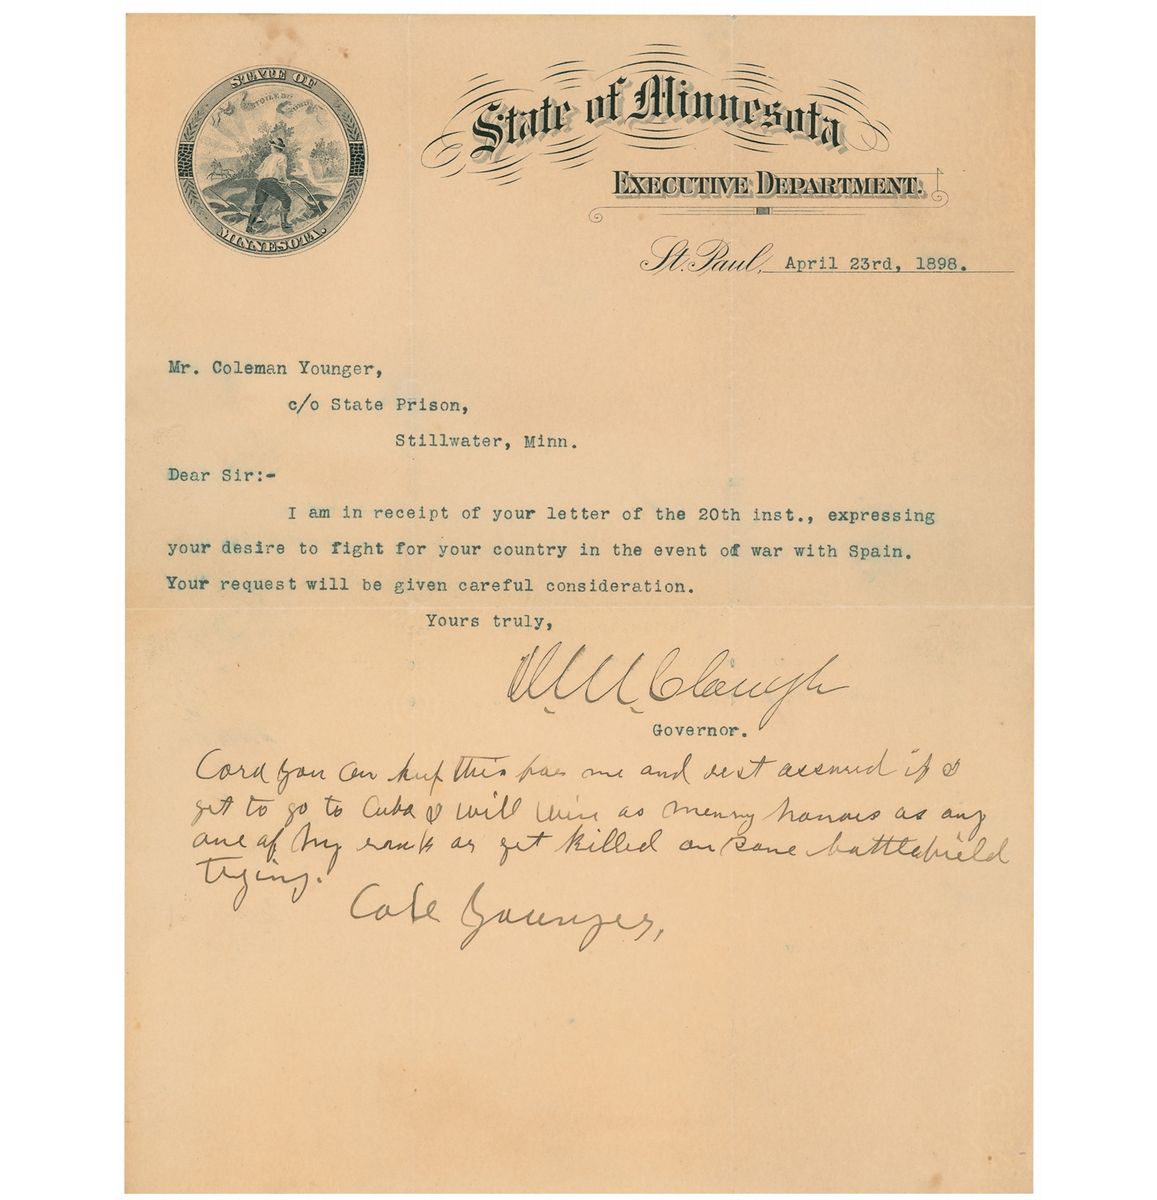 STATE OF
MINNESOTA.
State of Minnesota
EXECUTIVE DEPARTMENT.
St. Paul, April 23rd, 1898.
Mr. Coleman Younger,
c/o State Prison,
Stillwater, Minn.
Dear Sir:-
I am in receipt of your letter of the 20th inst., expressing
your desire to fight for your country in the event of war with Spain.
Your request will be given careful consideration.
Yours truly,
Clough
Governor.
Cora you can keep this for me and rest assured if I
get to go to Cuba I will wine as menny honors as any
one of my rank or get killed on some battlefield
trying.
Cole Younger,